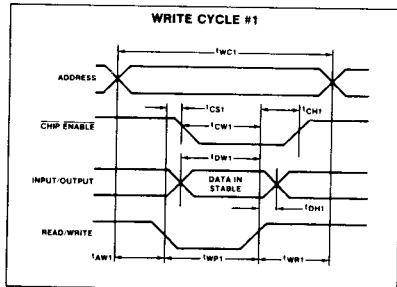 WRITE CYCLE #1
tWC1
ADDRESS
tCS1
tCH1
CHIP ENABLE
tCW1
tDW1
INPUT/OUTPUT
DATA IN
STABLE
tDH1
READ/WRITE
tAW1
tWP1
tWR1